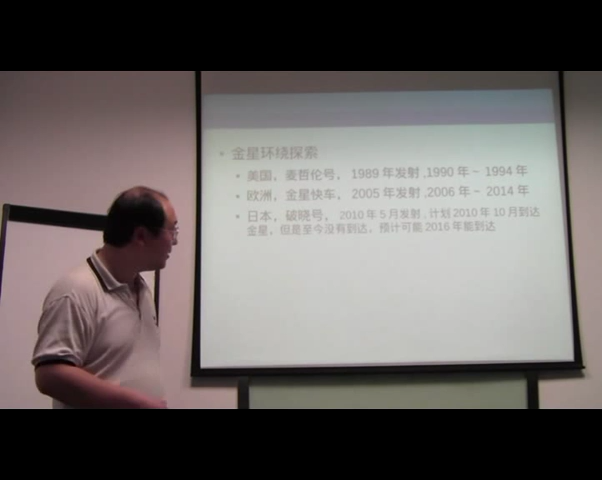 金星环绕探索
美国，麦哲伦号， 1989 年发射 ,1990 年－ 1994 年
欧洲，金星快车， 2005 年发射 ,2006 年－ 2014 年
日本，破晓号， 2010 年 5 月发射 , 计划 2010 年 10 月到达
金星，但是至今没有到达，预计可能 2016 年能到达